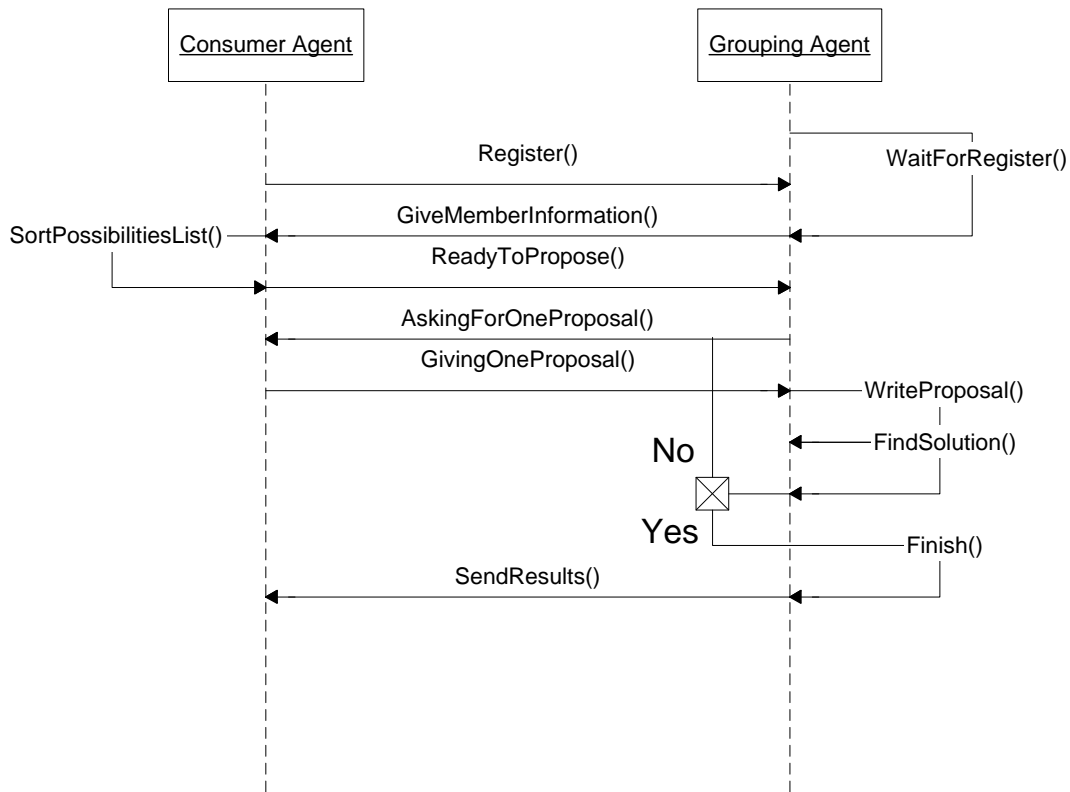 Consumer Agent
Grouping Agent
Register()
WaitForRegister()
GiveMemberInformation()
SortPossibilitiesList()
ReadyToPropose()
AskingForOneProposal()
GivingOneProposal()
WriteProposal()
No
FindSolution()
Yes
Finish()
SendResults()